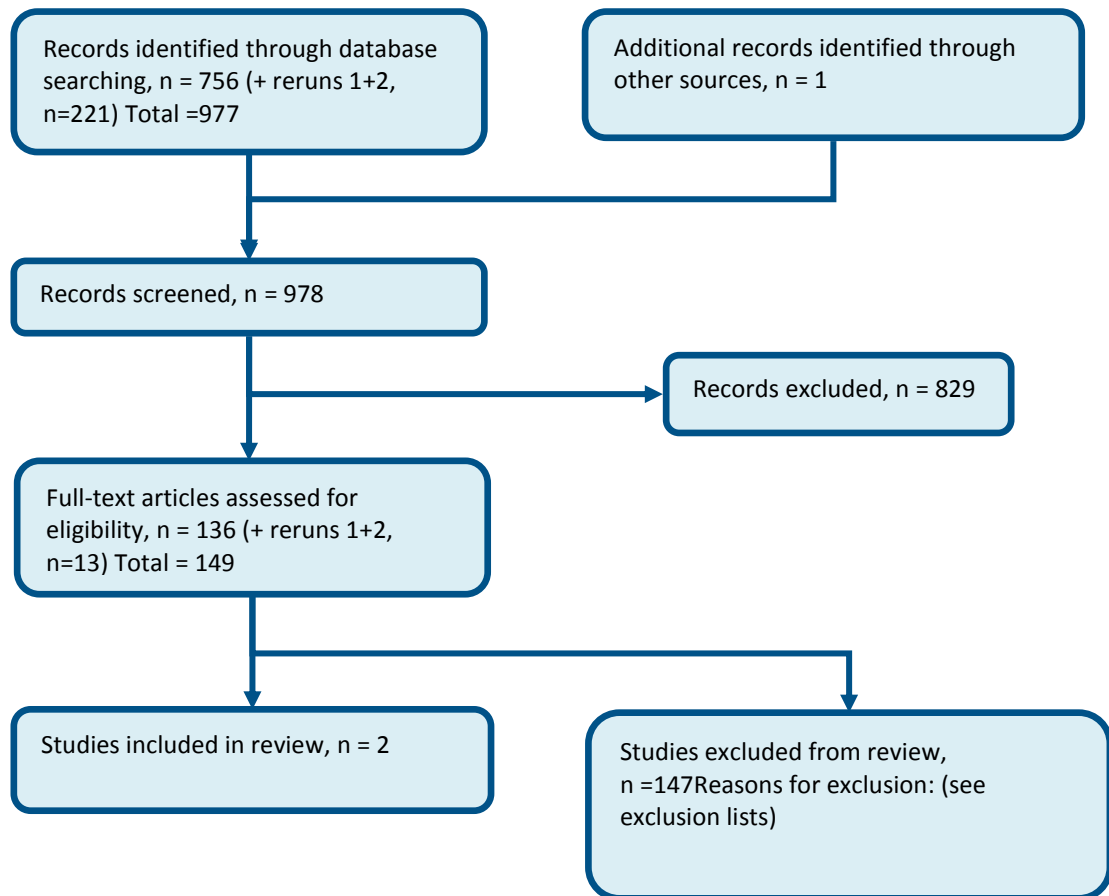 Records identified through database
searching, n = 756 (+ reruns 1+2,
n=221) Total =977
Additional records identified through
other sources, n = 1
Records screened, n = 978
Records excluded, n = 829
Full-text articles assessed for
eligibility, n = 136 (+ reruns 1+2,
n=13) Total = 149
Studies included in review, n = 2
Studies excluded from review,
n =147Reasons for exclusion: (see
exclusion lists)